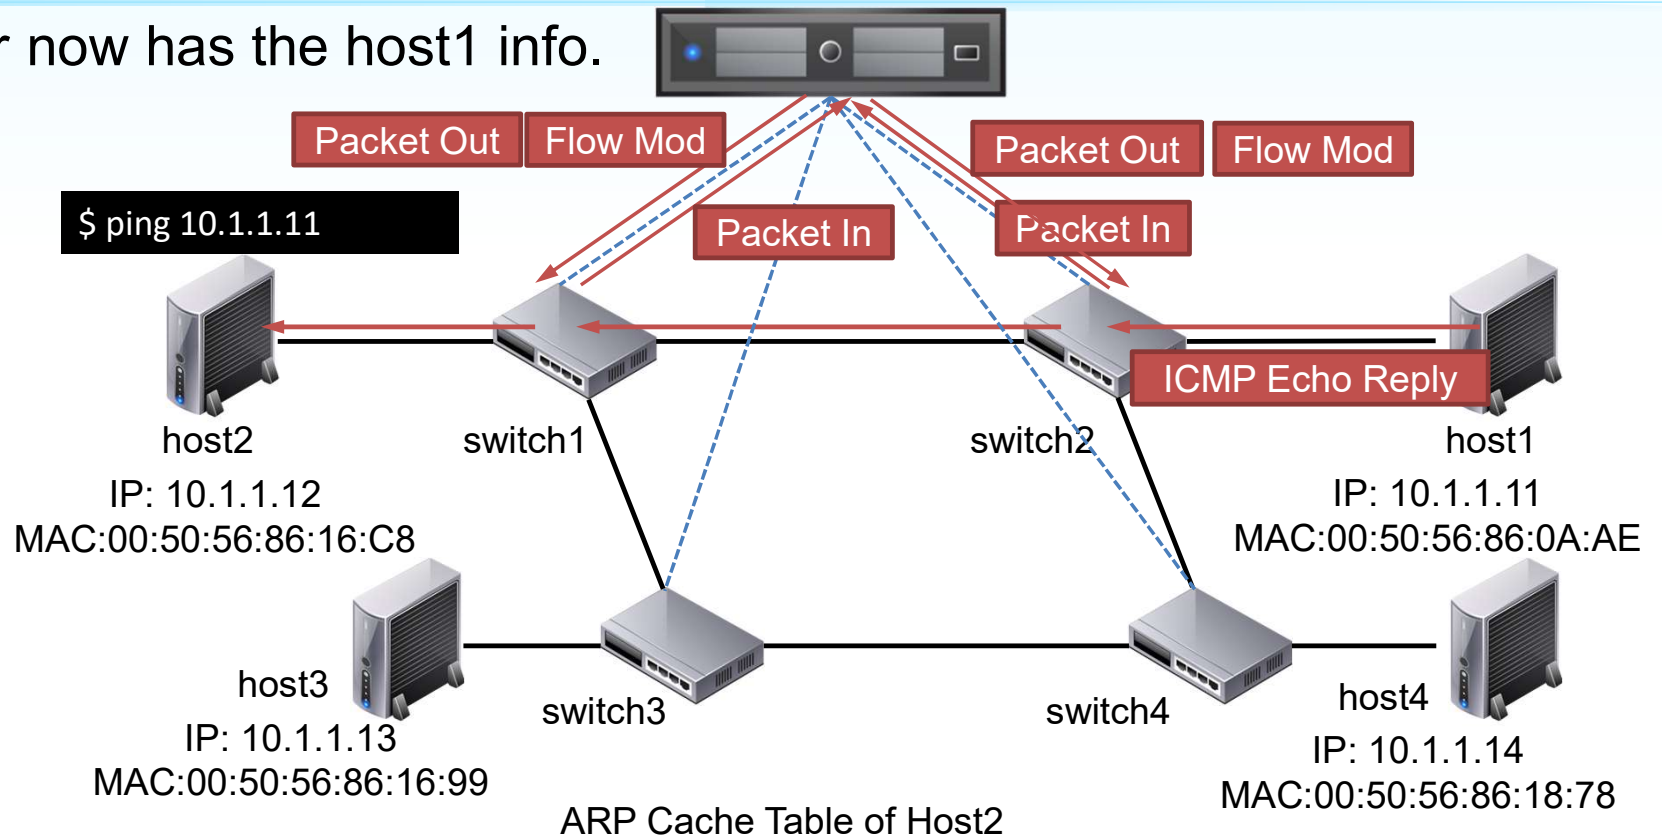 r now has the host1 info.
Packet Out Flow Mod
Packet Out Flow Mod
$ ping 10.1.1.11
Packet In
Packet In
ICMP Echo Reply
host2
switch1
switch2
host1
IP: 10.1.1.12
MAC:00:50:56:86:16:C8
IP: 10.1.1.11
MAC:00:50:56:86:0A:AE
host3
switch3
switch4
host4
IP: 10.1.1.13
MAC:00:50:56:86:16:99
IP: 10.1.1.14
MAC:00:50:56:86:18:78
ARP Cache Table of Host2